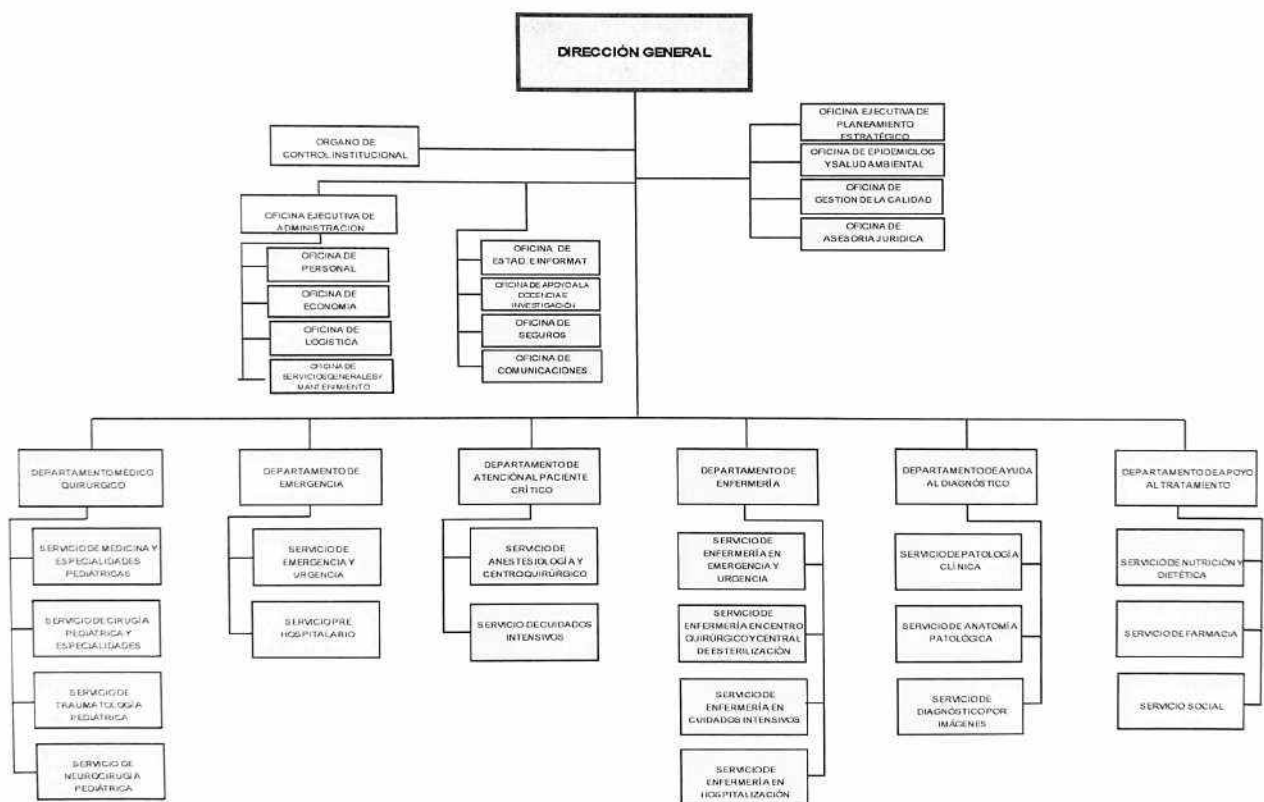 DIRECCIÓN GENERAL
ORGANO DE
CONTROL INSTITUCIONAL
OFICINA EJECUTIVA DE
PLANEAMIENTO
ESTRATÉGICO
OFICINA DE EPIDEMIOLOG
Y SALUD AMBIENTAL
OFICINA DE
GESTION DE LA CALIDAD
OFICINA DE
ASESORIA JURIDICA
OFICINA EJECUTIVA DE
ADMINISTRACION
OFICINA DE
PERSONAL
OFICINA DE
ECONOMIA
OFICINA DE
LOGISTICA
OFICINA DE
SERVICIOS GENERALES Y
MANTENIMIENTO
OFICINA DE
ESTAD. E INFORMAT
OFICINA DE APOYO A LA
DOCENCIA E
INVESTIGACIÓN
OFICINA DE
SEGUROS
OFICINA DE
COMUNICACIONES
DEPARTAMENTO MÉDICO
QUIRÚRGICO
SERVICIO DE MEDICINA Y
ESPECIALIDADES
PEDIÁTRICAS
SERVICIO DE CIRUGÍA
PEDIÁTRICA Y
ESPECIALIDADES
SERVICIO DE
TRAUMATOLOGÍA
PEDIÁTRICA
SERVICIO DE
NEUROCIRUGÍA
PEDIÁTRICA
DEPARTAMENTO DE
EMERGENCIA
SERVICIO DE
EMERGENCIA Y
URGENCIA
SERVICIO PRE
HOSPITALARIO
DEPARTAMENTO DE
ATENCION AL PACIENTE
CRÍTICO
SERVICIO DE
ANESTESIOLOGÍA Y
CENTRO QUIRÚRGICO
SERVICIO DE CUIDADOS
INTENSIVOS
DEPARTAMENTO DE
ENFERMERÍA
SERVICIO DE
ENFERMERÍA EN
EMERGENCIA Y
URGENCIA
SERVICIO DE
ENFERMERÍA EN CENTRO
QUIRÚRGICO Y CENTRAL
DE ESTERILIZACIÓN
SERVICIO DE
ENFERMERÍA EN
CUIDADOS INTENSIVOS
SERVICIO DE
ENFERMERÍA EN
HOSPITALIZACIÓN
DEPARTAMENTO DE AYUDA
AL DIAGNÓSTICO
SERVICIO DE PATOLOGÍA
CLÍNICA
SERVICIO DE ANATOMÍA
PATOLÓGICA
SERVICIO DE
DIAGNÓSTICO POR
IMÁGENES
DEPARTAMENTO DE APOYO
AL TRATAMIENTO
SERVICIO DE NUTRICIÓN Y
DIETÉTICA
SERVICIO DE FARMACIA
SERVICIO SOCIAL